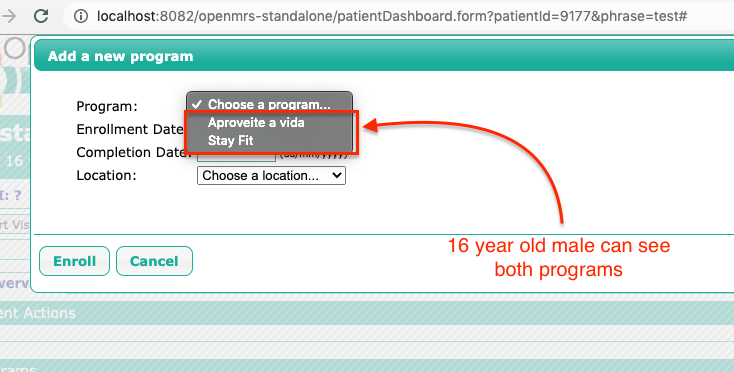 localhost:8082/openmrs-standalone/patientDashboard.form?patientId=9177&phrase=test#
Add a new program
Program:
✓ Choose a program...
Aproveite a vida
Stay Fit
Enrollment Date
Completion Date:
(dd/mm/yyyy)
Location:
Choose a location...
16 year old male can see
both programs
Enroll
Cancel
sta
16
I: ?
rt Vis
verv
ent Actions
rams